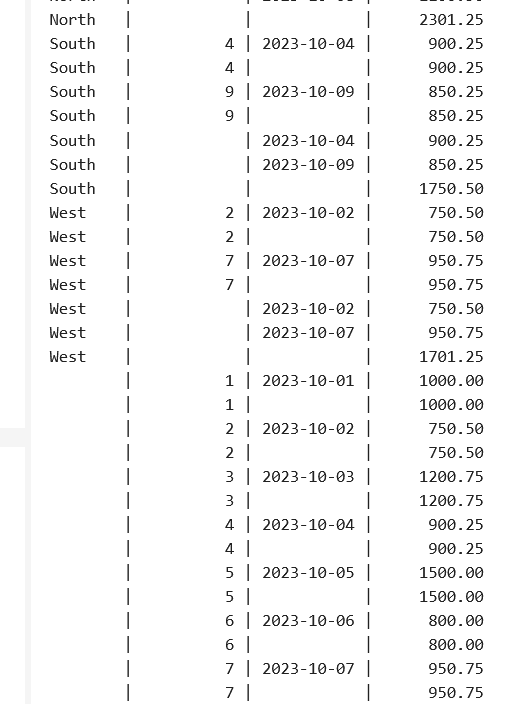 North | | | 2301.25
South | 4 | 2023-10-04 | 900.25
South | 4 | | 900.25
South | 9 | 2023-10-09 | 850.25
South | 9 | | 850.25
South | | 2023-10-04 | 900.25
South | | 2023-10-09 | 850.25
South | | | 1750.50
West | 2 | 2023-10-02 | 750.50
West | 2 | | 750.50
West | 7 | 2023-10-07 | 950.75
West | 7 | | 950.75
West | | 2023-10-02 | 750.50
West | | 2023-10-07 | 950.75
West | | | 1701.25
| 1 | 2023-10-01 | 1000.00
| 1 | | 1000.00
| 2 | 2023-10-02 | 750.50
| 2 | | 750.50
| 3 | 2023-10-03 | 1200.75
| 3 | | 1200.75
| 4 | 2023-10-04 | 900.25
| 4 | | 900.25
| 5 | 2023-10-05 | 1500.00
| 5 | | 1500.00
| 6 | 2023-10-06 | 800.00
| 6 | | 800.00
| 7 | 2023-10-07 | 950.75
| 7 | | 950.75